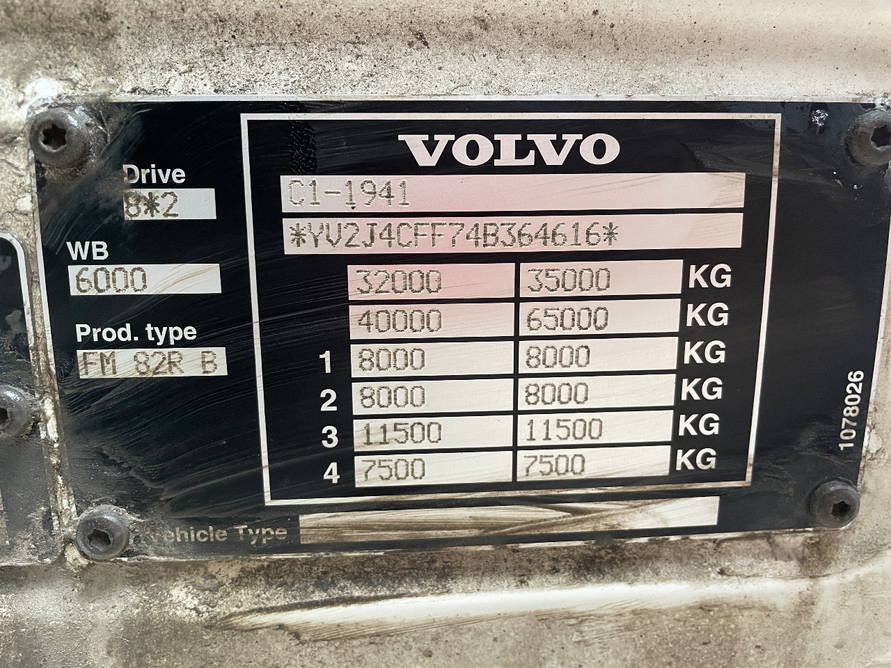 VOLVO
Drive
8*2
C1-1941
*YV2J4CFF74B364616*
WB
6000
32000 35000 KG
40000 65000 KG
Prod. type
FM 82R B
1 8000 8000 KG
2 8000 8000 KG
3 11500 11500 KG
4 7500 7500 KG
Vehicle Type
1078026